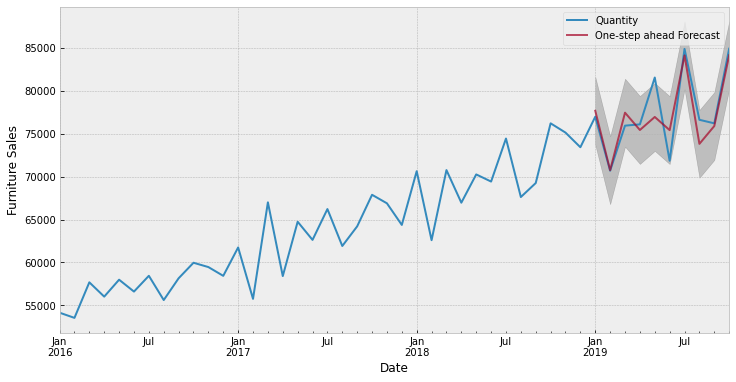 Quantity
One-step ahead Forecast
Furniture Sales
85000
80000
75000
70000
65000
60000
55000
Jan Jul Jan Jul Jan Jul Jan Jul
2016 2017 2018 2019
Date